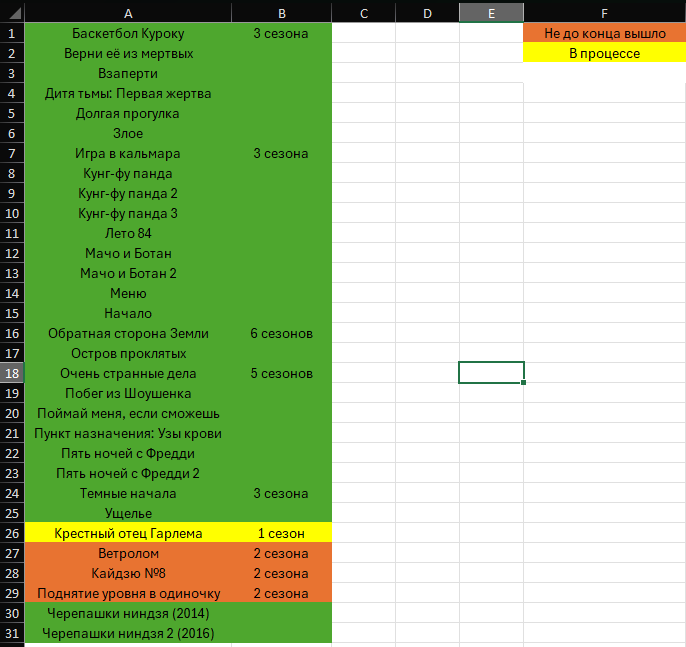 A B C D E F
1 Баскетбол Куроку 3 сезона Не до конца вышло
2 Верни её из мертвых В процессе
3 Взаперти
4 Дитя тьмы: Первая жертва
5 Долгая прогулка
6 Злое
7 Игра в кальмара 3 сезона
8 Кунг-фу панда
9 Кунг-фу панда 2
10 Кунг-фу панда 3
11 Лето 84
12 Мачо и Ботан
13 Мачо и Ботан 2
14 Меню
15 Начало
16 Обратная сторона Земли 6 сезонов
17 Остров проклятых
18 Очень странные дела 5 сезонов
19 Побег из Шоушенка
20 Поймай меня, если сможешь
21 Пункт назначения: Узы крови
22 Пять ночей с Фредди
23 Пять ночей с Фредди 2
24 Темные начала 3 сезона
25 Ущелье
26 Крестный отец Гарлема 1 сезон
27 Ветролом 2 сезона
28 Кайдзю №8 2 сезона
29 Поднятие уровня в одиночку 2 сезона
30 Черепашки ниндзя (2014)
31 Черепашки ниндзя 2 (2016)